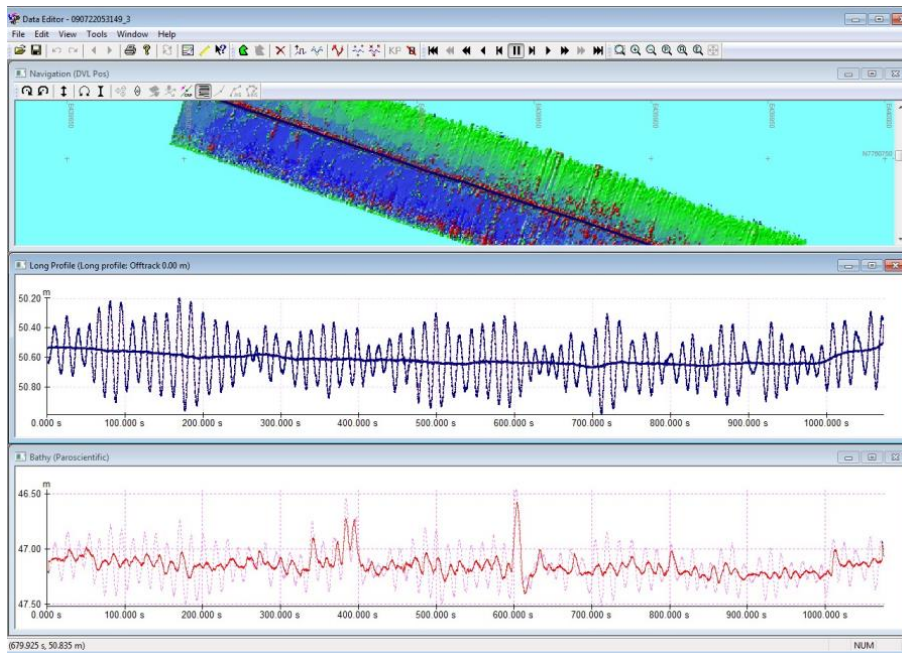 Data Editor - 090722053149_3
File Edit View Tools Window Help
KP
Navigation (DVL Pos)
Long Profile (Long profile: Offtrack 0.00 m)
m
50.20
50.40
50.60
50.80
0.000 s 100.000 s 200.000 s 300.000 s 400.000 s 500.000 s 600.000 s 700.000 s 800.000 s 900.000 s 1000.000 s
Bathy (Paroscientific)
m
46.50
47.00
47.50
0.000 s 100.000 s 200.000 s 300.000 s 400.000 s 500.000 s 600.000 s 700.000 s 800.000 s 900.000 s 1000.000 s
(679.925 s, 50.835 m) NUM